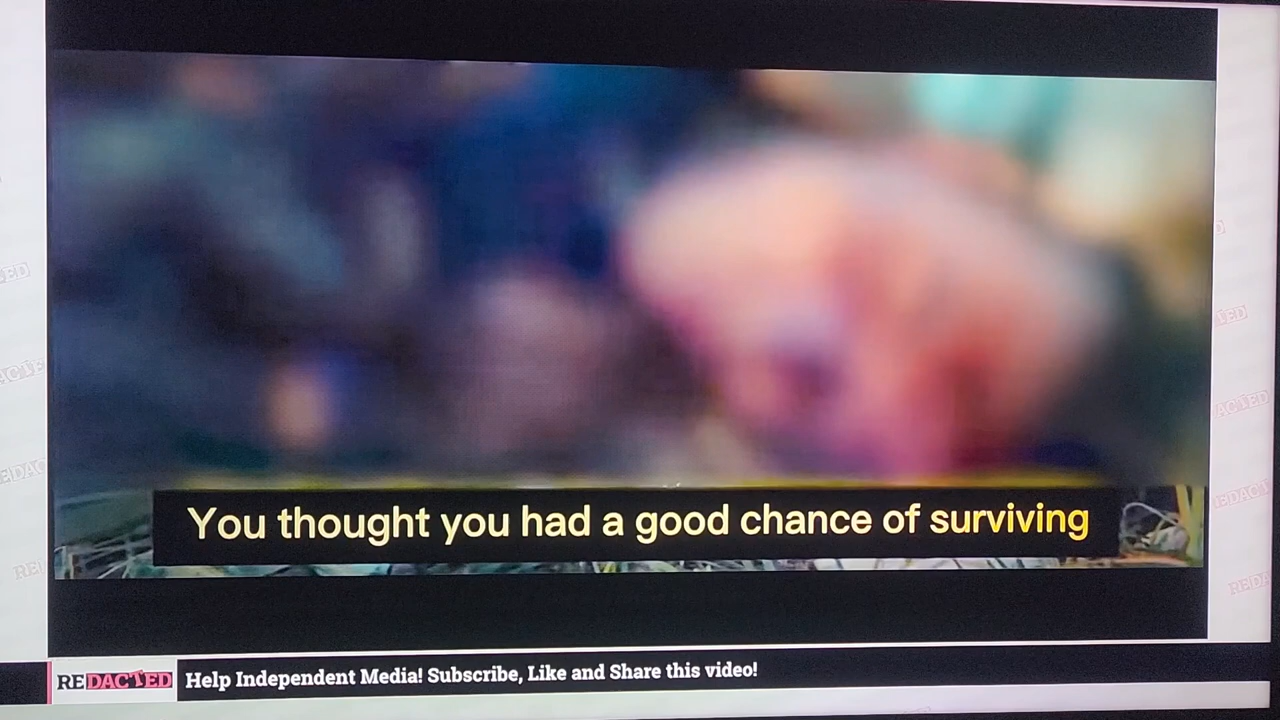 You thought you had a good chance of surviving
REDACTED
Help Independent Media! Subscribe, Like and Share this video!